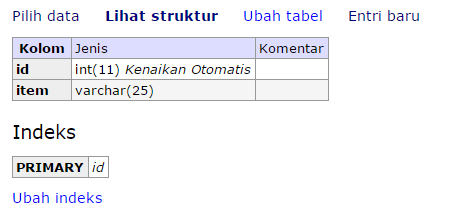 Pilih data Lihat struktur Ubah tabel Entri baru
Kolom Jenis Komentar
id int(11) Kenaikan Otomatis
item varchar(25)
Indeks
PRIMARY id
Ubah indeks